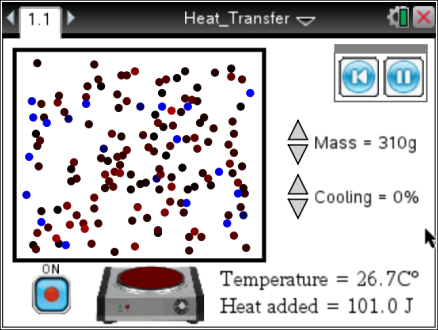 1.1
Heat_Transfer
Mass = 310g
Cooling = 0%
ON
Temperature = 26.7C°
Heat added = 101.0 J